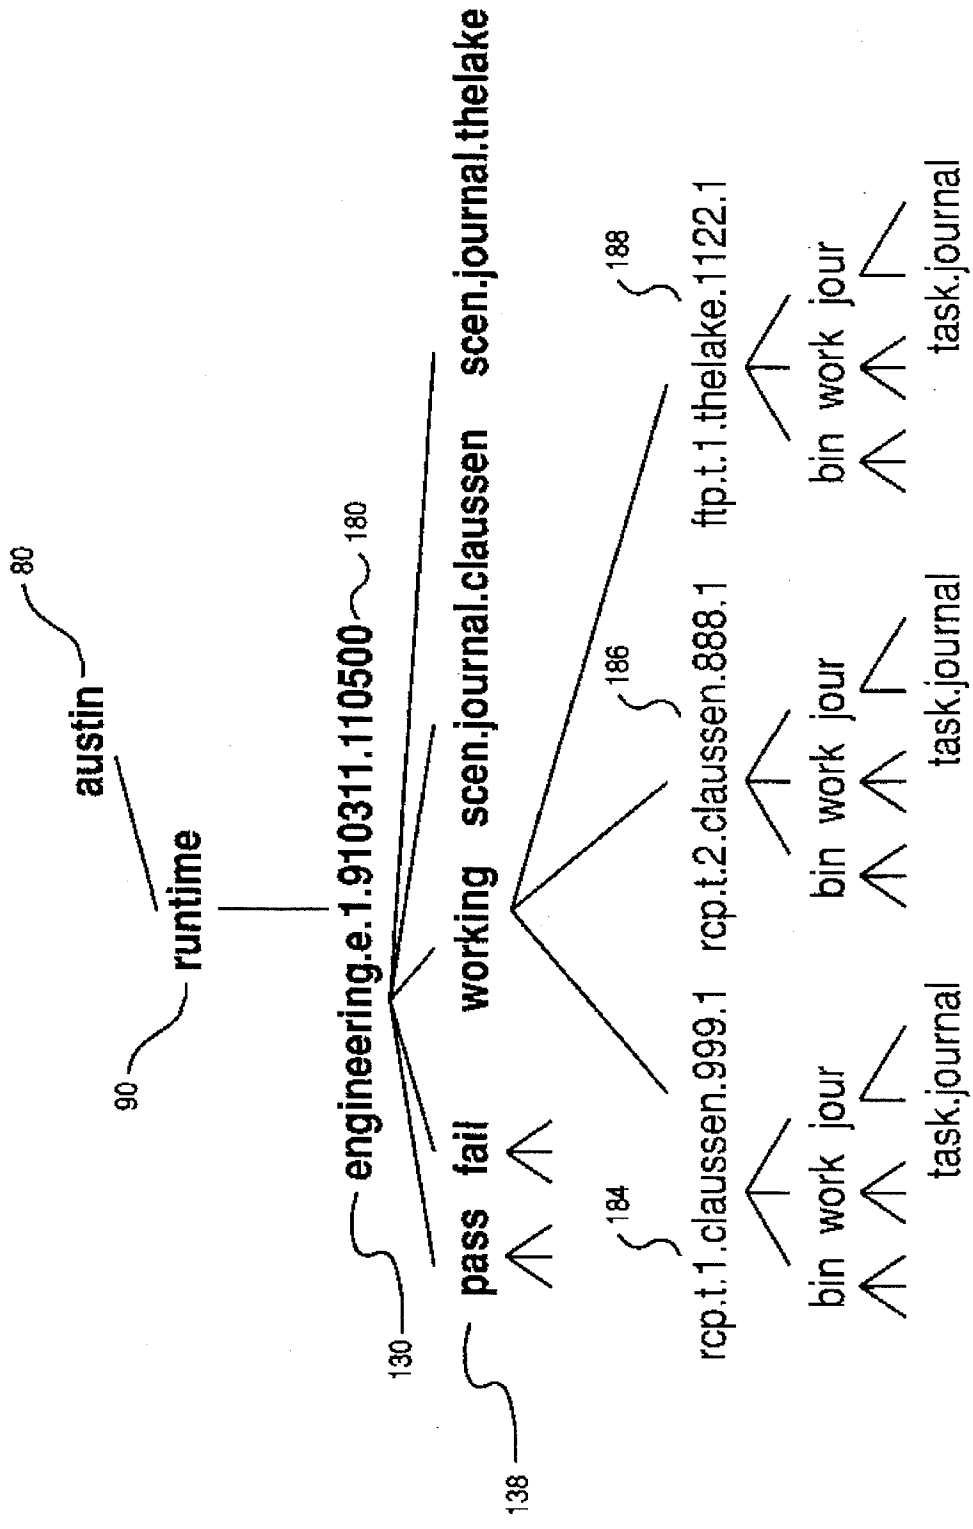 80
austin
90
runtime
130
engineering.e.1.910311.110500
180
138
pass fail working scen.journal.claussen scen.journal.thelake
184 186 188
rcp.t.1.claussen.999.1 rcp.t.2.claussen.888.1 ftp.t.1.thelake.1122.1
bin work jour bin work jour bin work jour
task.journal task.journal task.journal